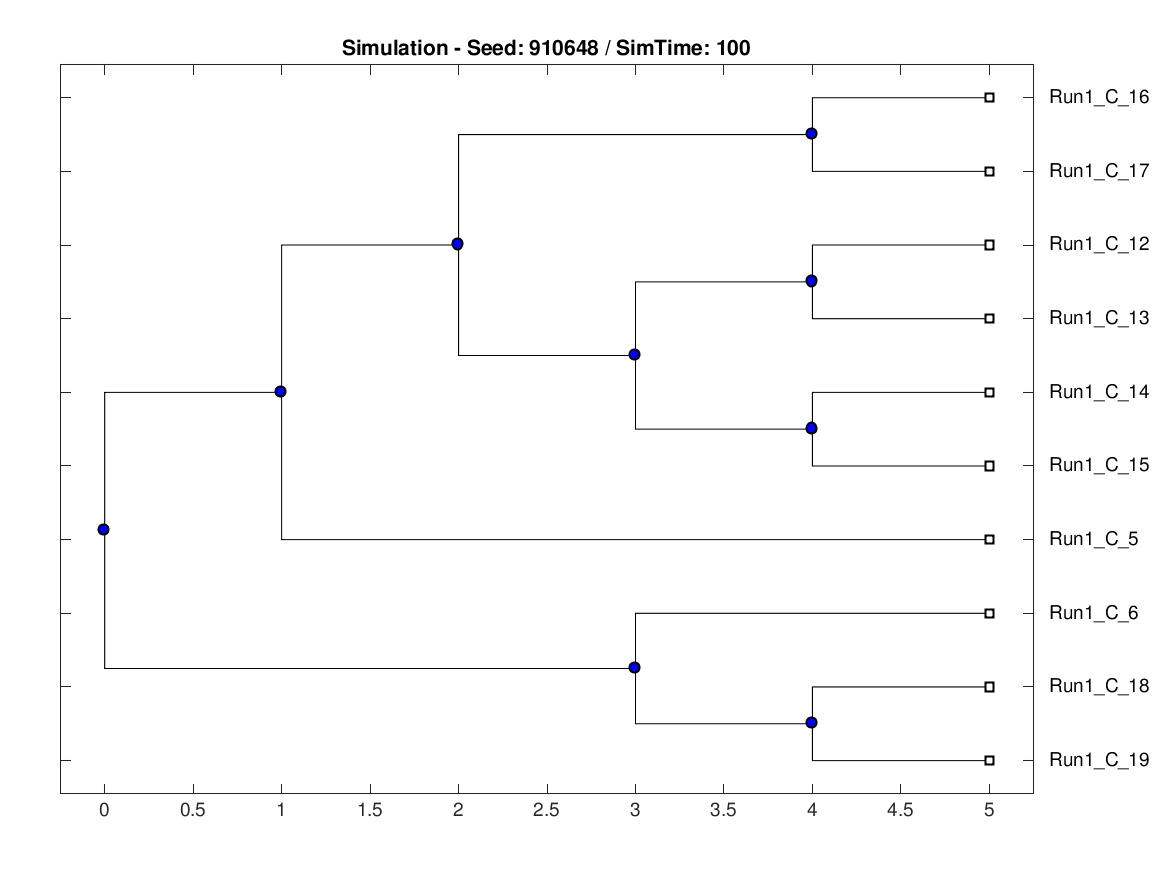 Simulation - Seed: 910648 / SimTime: 100
Run1_C_16
Run1_C_17
Run1_C_12
Run1_C_13
Run1_C_14
Run1_C_15
Run1_C_5
Run1_C_6
Run1_C_18
Run1_C_19
0 0.5 1 1.5 2 2.5 3 3.5 4 4.5 5